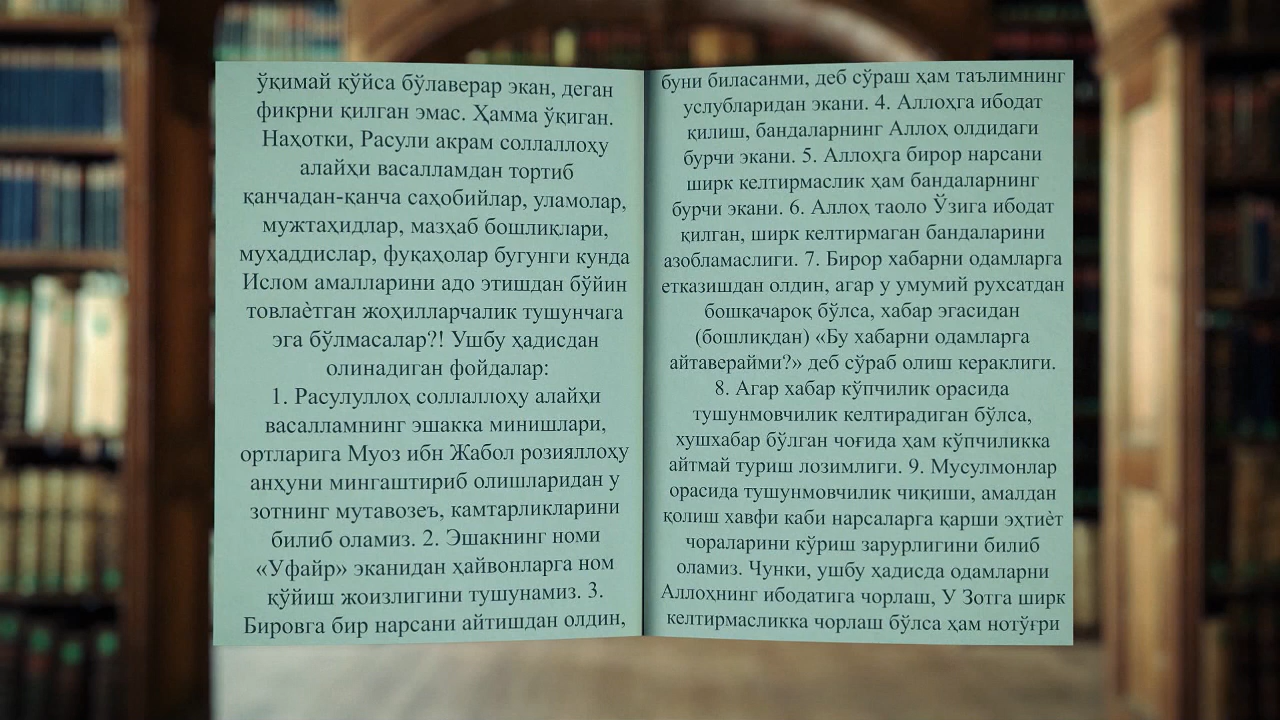 ўқимай қўйса бўлаверар экан, деган
фикрни қилган эмас. Ҳамма ўқиган.
Наҳотки, Расули акрам соллаллоҳу
алайҳи васалламдан тортиб
қанчадан-қанча саҳобийлар, уламолар,
мужтаҳидлар, мазҳаб бошлиқлари,
муҳаддислар, фуқаҳолар бугунги кунда
Ислом амалларини адо этишдан бўйин
товлаѐтган жоҳилларчалик тушунчага
эга бўлмасалар?! Ушбу ҳадисдан
олинадиган фойдалар:
1. Расулуллоҳ соллаллоҳу алайҳи
васалламнинг эшакка минишлари,
ортларига Муоз ибн Жабол розияллоҳу
анҳуни мингаштириб олишларидан у
зотнинг мутавозеъ, камтарликларини
билиб оламиз. 2. Эшакнинг номи
«Уфайр» эканидан ҳайвонларга ном
қўйиш жоизлигини тушунамиз. 3.
Бировга бир нарсани айтишдан олдин,
буни биласанми, деб сўраш ҳам таълимнинг
услубларидан экани. 4. Аллоҳга ибодат
қилиш, бандаларнинг Аллоҳ олдидаги
бурчи экани. 5. Аллоҳга бирор нарсани
ширк келтирмаслик ҳам бандаларнинг
бурчи экани. 6. Аллоҳ таоло Ўзига ибодат
қилган, ширк келтирмаган бандаларини
азобламаслиги. 7. Бирор хабарни одамларга
етказишдан олдин, агар у умумий рухсатдан
бошкачароқ бўлса, хабар эгасидан
(бошлиқдан) «Бу хабарни одамларга
айтаверайми?» деб сўраб олиш кераклиги.
8. Агар хабар кўпчилик орасида
тушунмовчилик келтирадиган бўлса,
хушхабар бўлган чоғида ҳам кўпчиликка
айтмай туриш лозимлиги. 9. Мусулмонлар
орасида тушунмовчилик чиқиши, амалдан
қолиш хавфи каби нарсаларга қарши эҳтиѐт
чораларини кўриш зарурлигини билиб
оламиз. Чунки, ушбу ҳадисда одамларни
Аллоҳнинг ибодатига чорлаш, У Зотга ширк
келтирмасликка чорлаш бўлса ҳам нотўғри